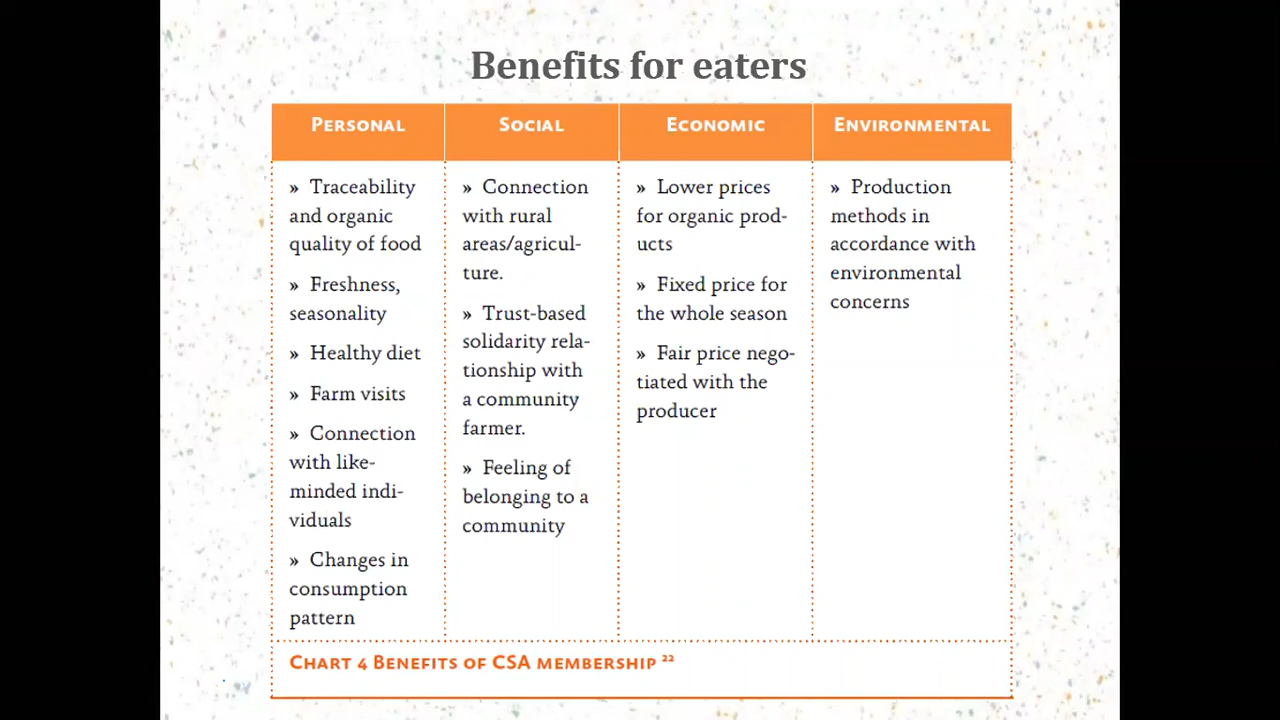 Benefits for eaters
PERSONAL
» Traceability
and organic
quality of food
» Freshness,
seasonality
» Healthy diet
» Farm visits
» Connection
with like-
minded indi-
viduals
» Changes in
consumption
pattern
SOCIAL
» Connection
with rural
areas/agricul-
ture.
» Trust-based
solidarity rela-
tionship with
a community
farmer.
» Feeling of
belonging to a
community
ECONOMIC
» Lower prices
for organic prod-
ucts
» Fixed price for
the whole season
» Fair price nego-
tiated with the
producer
ENVIRONMENTAL
» Production
methods in
accordance with
environmental
concerns
CHART 4 BENEFITS OF CSA MEMBERSHIP ²²